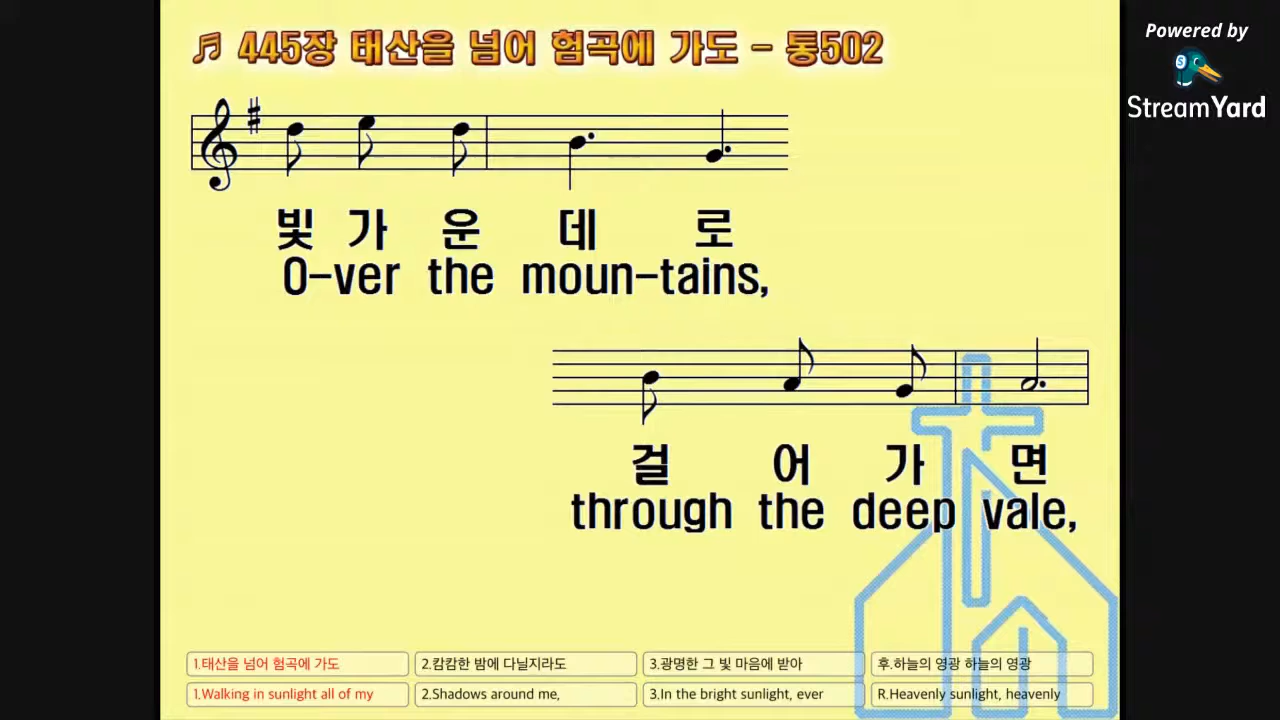 ♬ 445장 태산을 넘어 험곡에 가도 - 통502
Powered by
StreamYard
빛 가 운 데 로
O-ver the moun-tains,
걸 어 가 면
through the deep vale,
1.태산을 넘어 험곡에 가도
2.캄캄한 밤에 다닐지라도
3.광명한 그 빛 마음에 받아
후.하늘의 영광 하늘의 영광
1.Walking in sunlight all of my
2.Shadows around me,
3.In the bright sunlight, ever
R.Heavenly sunlight, heavenly